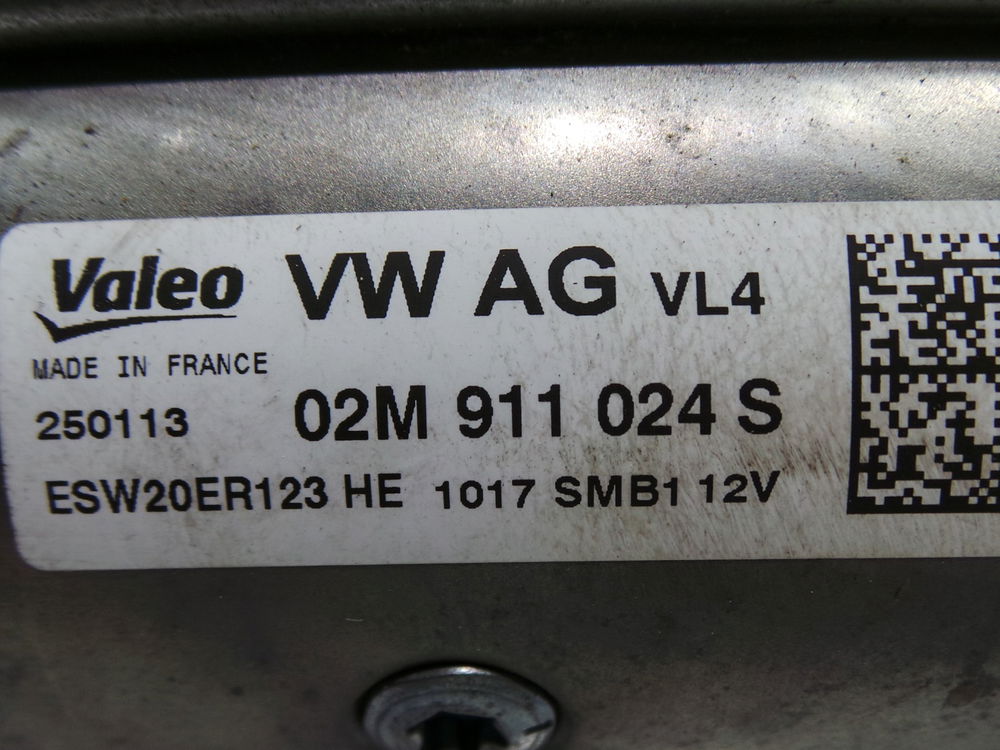 Valeo VW AG VL4
MADE IN FRANCE
250113 02M 911 024 S
ESW20ER123 HE 1017 SMB1 12V